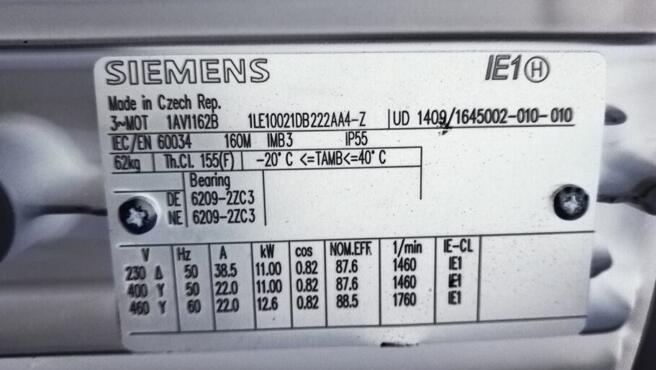 SIEMENS IE1 H
Made in Czech Rep.
3~MOT 1AV1162B 1LE10021DB222AA4-Z UD 1409/1645002-010-010
IEC/EN 60034 160M IMB3 IP55
62kg Th.CL. 155(F) -20°C <=TAMB<=40°C
Bearing
DE 6209-2ZC3
NE 6209-2ZC3
V Hz A kW cos NOM.EFF. 1/min IE-CL
230 Δ 50 38.5 11.00 0.82 87.6 1460 IE1
400 Y 50 22.0 11.00 0.82 87.6 1460 IE1
460 Y 60 22.0 12.6 0.82 88.5 1760 IE1